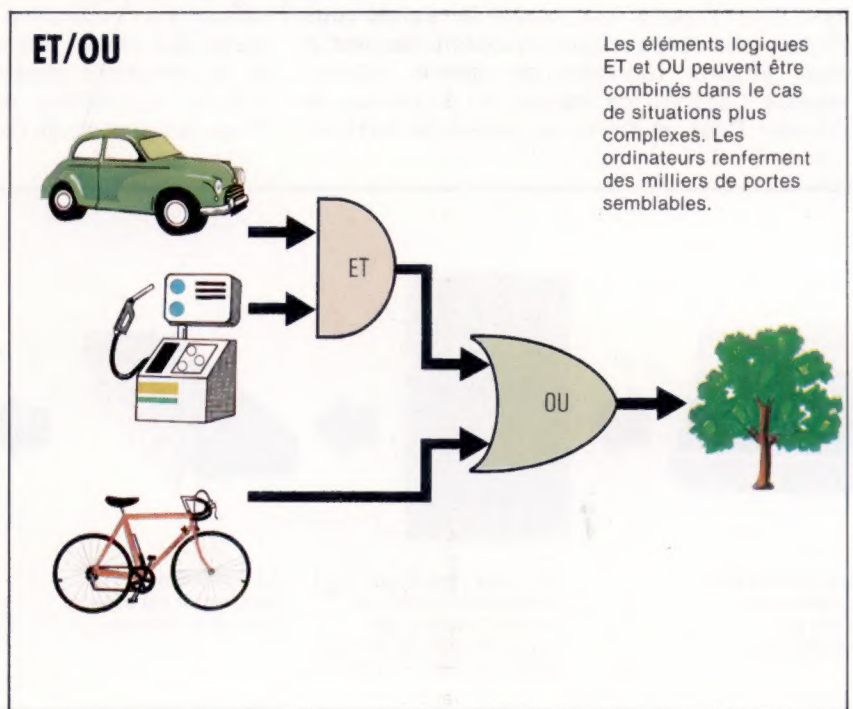 ET/OU
Les éléments logiques
ET et OU peuvent être
combinés dans le cas
de situations plus
complexes. Les
ordinateurs renferment
des milliers de portes
semblables.
ET
OU